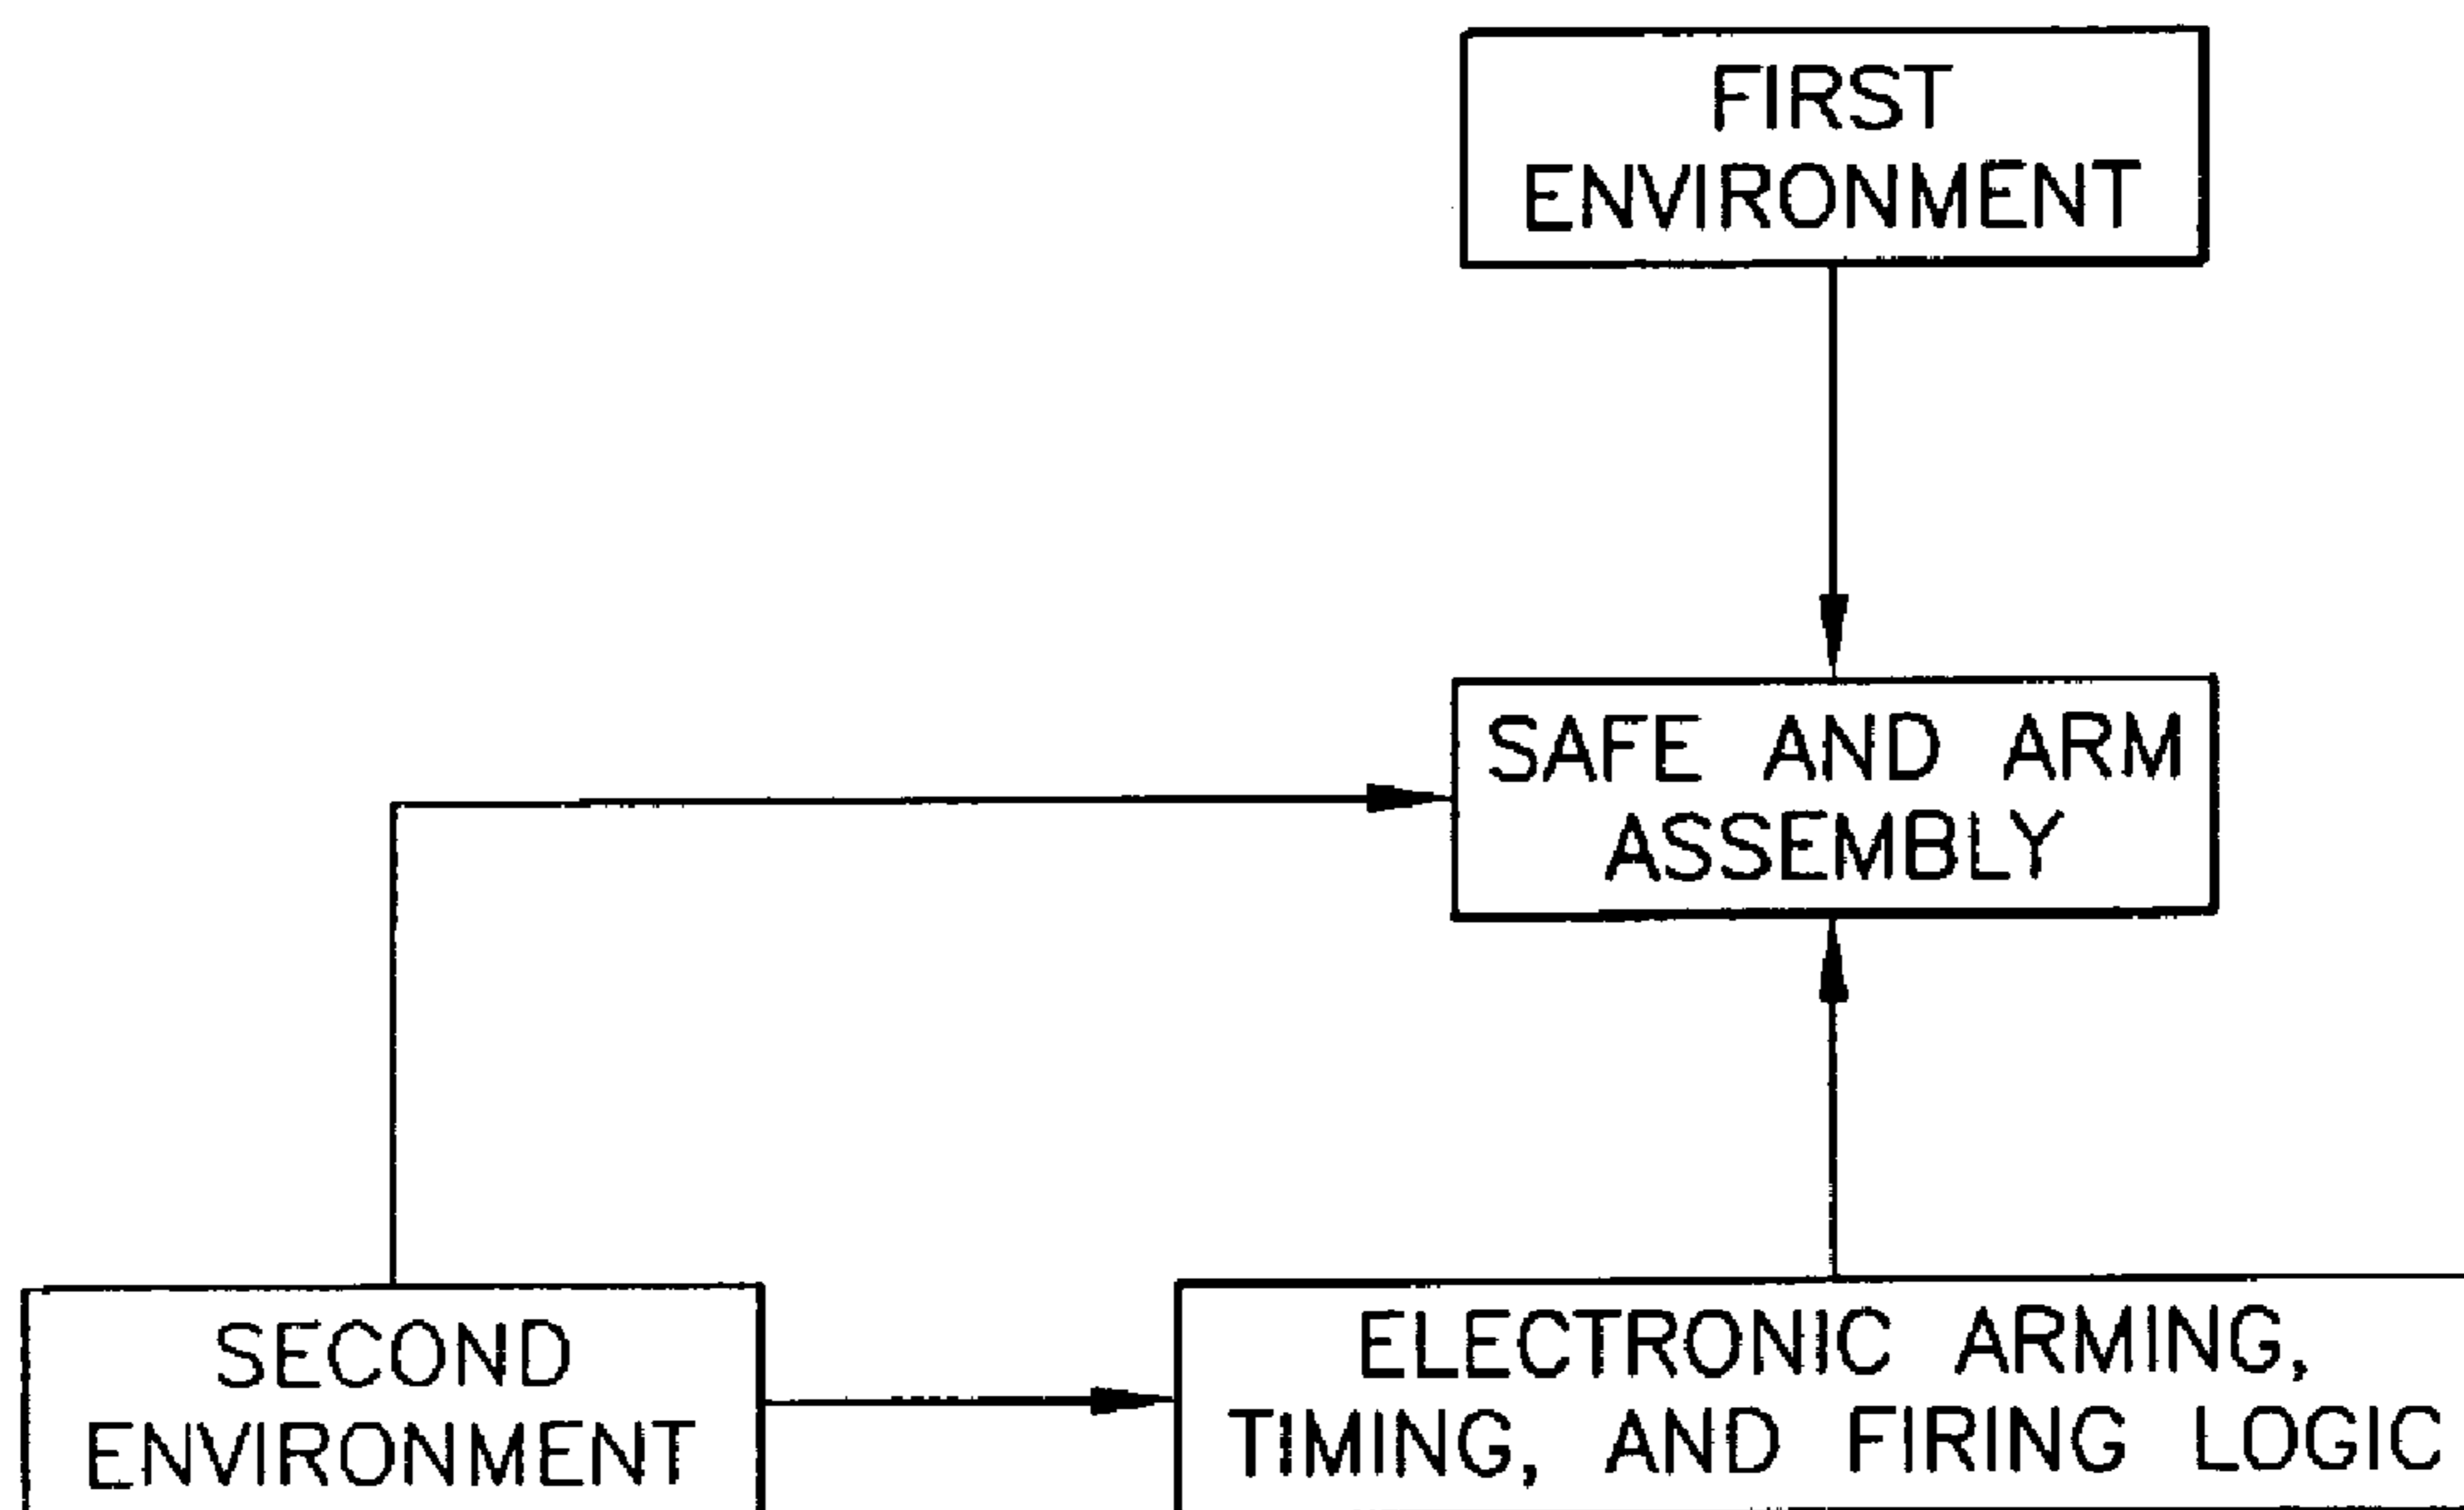 FIRST
ENVIRONMENT
SAFE AND ARM
ASSEMBLY
SECOND
ENVIRONMENT
ELECTRONIC ARMING,
TIMING, AND FIRING LOGIC